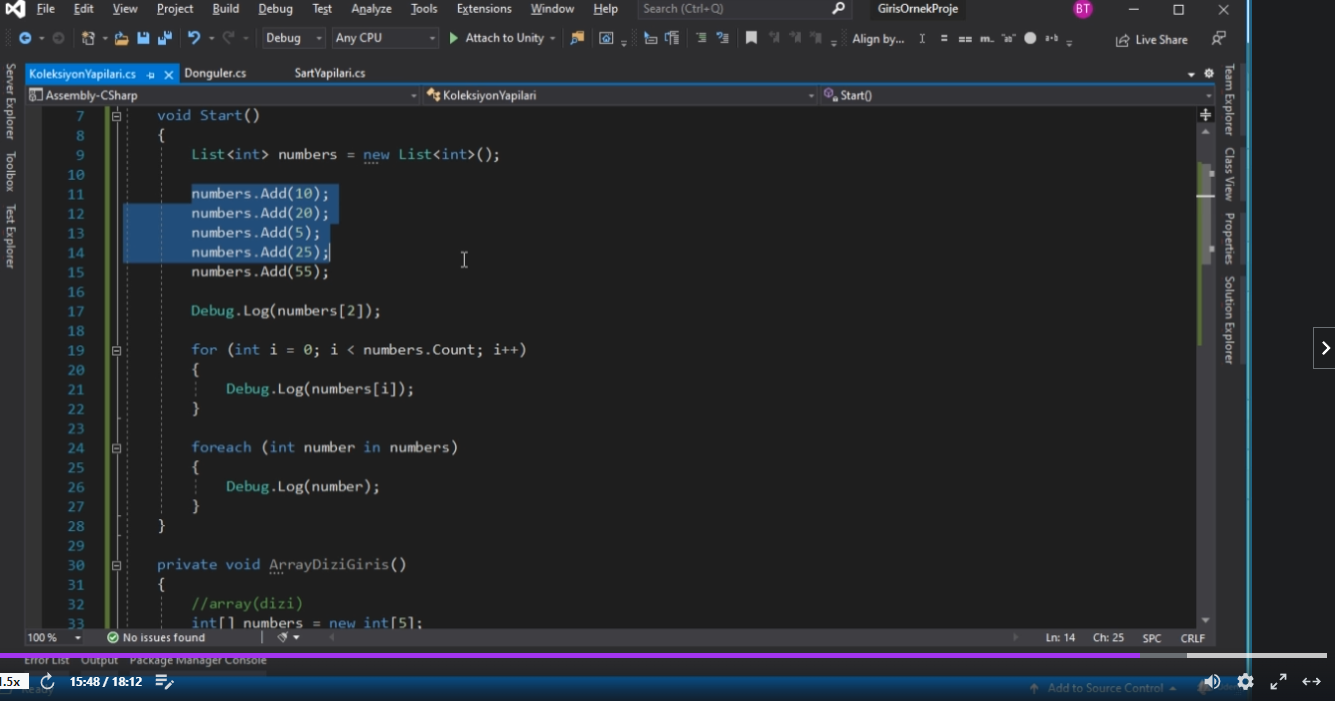 File Edit View Project Build Debug Test Analyze Tools Extensions Window Help Search (Ctrl+Q) GirisOrnekProje BT
Debug Any CPU Attach to Unity Align by... Live Share
KoleksiyonYapilari.cs Donguler.cs SartYapilari.cs
Assembly-CSharp KoleksiyonYapilari Start()
Server Explorer
Toolbox
Test Explorer
7 void Start()
8 {
9 List<int> numbers = new List<int>();
10
11 numbers.Add(10);
12 numbers.Add(20);
13 numbers.Add(5);
14 numbers.Add(25);
15 numbers.Add(55);
16
17 Debug.Log(numbers[2]);
18
19 for (int i = 0; i < numbers.Count; i++)
20 {
21 Debug.Log(numbers[i]);
22 }
23
24 foreach (int number in numbers)
25 {
26 Debug.Log(number);
27 }
28 }
29
30 private void ArrayDiziGiris()
31 {
32 //array(dizi)
33 int[] numbers = new int[5];
Team Explorer
Class View
Properties
Solution Explorer
100 % No issues found Ln: 14 Ch: 25 SPC CRLF
Error List Output Package Manager Console
1.5x 15:48 / 18:12
Ready Add to Source Control